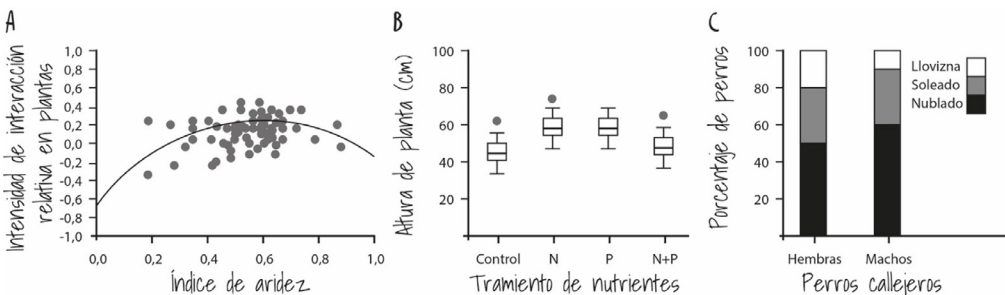 A
Intensidad de interacción
relativa en plantas
1,0
0,8
0,6
0,4
0,2
0,0
-0,2
-0,4
-0,6
-0,8
-1,0
0,0 0,2 0,4 0,6 0,8 1,0
Índice de aridez
B
Altura de planta (cm)
100
80
60
40
20
Control N P N+P
Tramiento de nutrientes
C
Porcentaje de perros
100
80
60
40
20
Llovizna
Soleado
Nublado
Hembras Machos
Perros callejeros